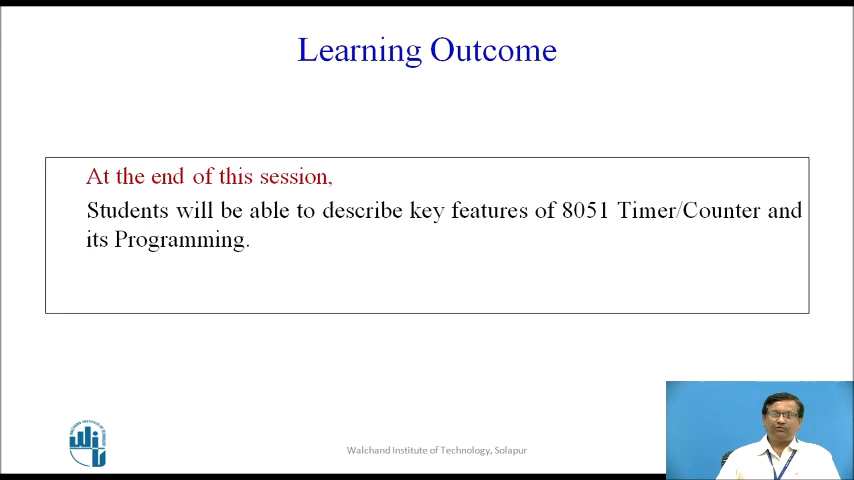 Learning Outcome
At the end of this session,
Students will be able to describe key features of 8051 Timer/Counter and
its Programming.
Walchand Institute of Technology, Solapur